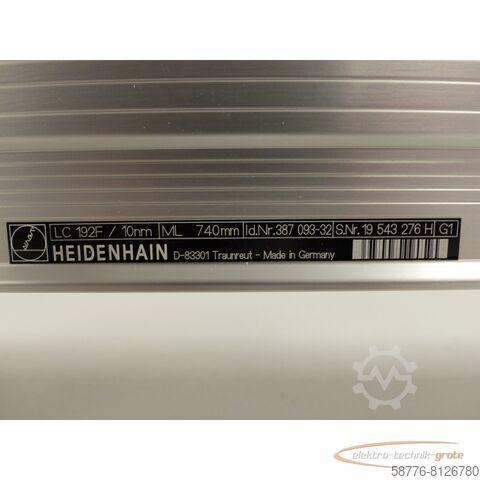 LC 192F / 10nm ML 740mm Id.Nr.387 093-32 S.Nr. 19 543 276 H G1
HEIDENHAIN D-83301 Traunreut - Made in Germany
elektro-technik-grote
58776-8126780